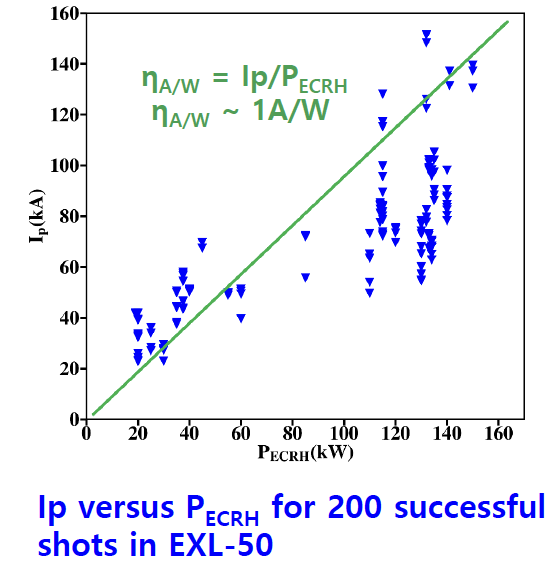 160
140
120
100
80
60
40
20
0
Ip(kA)
ηA/W = Ip/PECRH
ηA/W ~ 1A/W
0 20 40 60 80 100 120 140 160
PECRH(kW)
Ip versus PECRH for 200 successful
shots in EXL-50